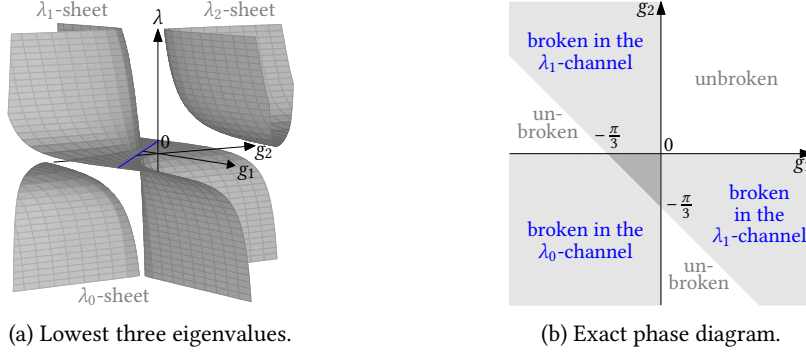 λ₁-sheet
λ
λ₂-sheet
0
g₂
g₁
λ₀-sheet
(a) Lowest three eigenvalues.
g₂
broken in the
λ₁-channel
unbroken
un-
broken
−π/3
0
g₁
−π/3
broken in the
λ₀-channel
broken
in the
λ₁-channel
un-
broken
(b) Exact phase diagram.